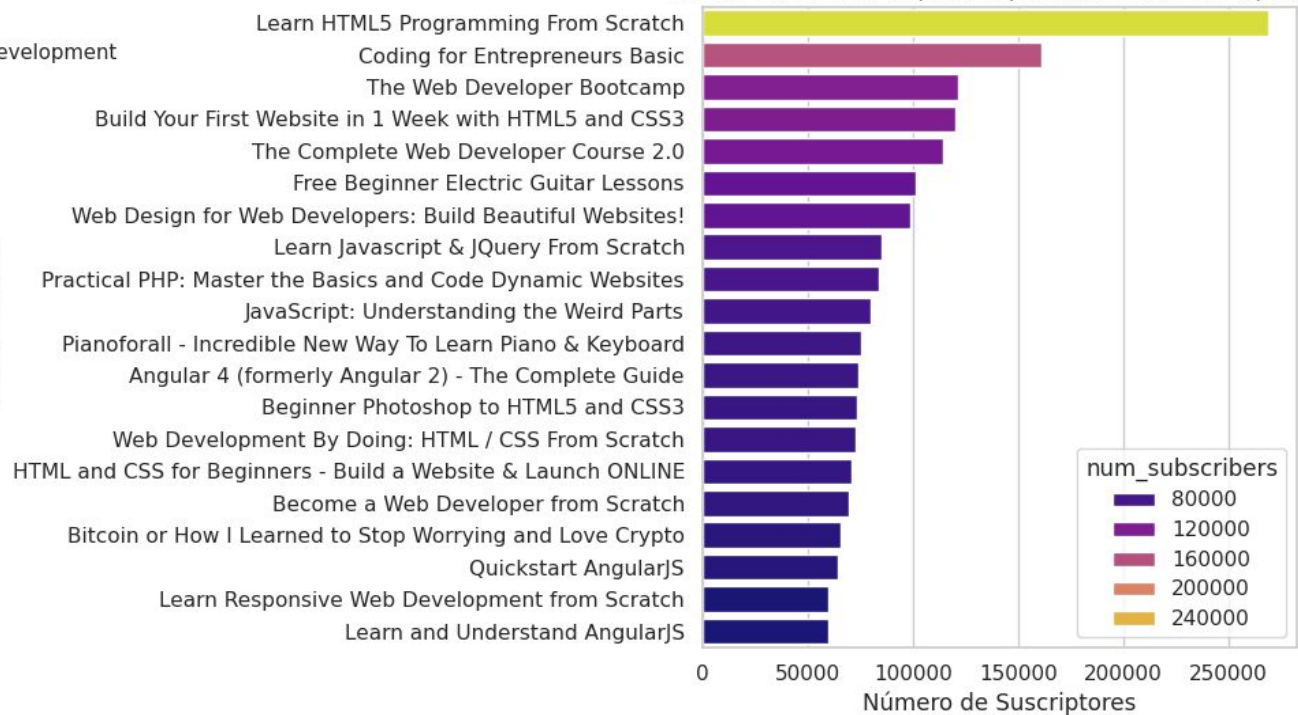 Learn HTML5 Programming From Scratch
evelopment
Coding for Entrepreneurs Basic
The Web Developer Bootcamp
Build Your First Website in 1 Week with HTML5 and CSS3
The Complete Web Developer Course 2.0
Free Beginner Electric Guitar Lessons
Web Design for Web Developers: Build Beautiful Websites!
Learn Javascript & JQuery From Scratch
Practical PHP: Master the Basics and Code Dynamic Websites
JavaScript: Understanding the Weird Parts
Pianoforall - Incredible New Way To Learn Piano & Keyboard
Angular 4 (formerly Angular 2) - The Complete Guide
Beginner Photoshop to HTML5 and CSS3
Web Development By Doing: HTML / CSS From Scratch
HTML and CSS for Beginners - Build a Website & Launch ONLINE
Become a Web Developer from Scratch
Bitcoin or How I Learned to Stop Worrying and Love Crypto
Quickstart AngularJS
Learn Responsive Web Development from Scratch
Learn and Understand AngularJS
num_subscribers
80000
120000
160000
200000
240000
0 50000 100000 150000 200000 250000
Número de Suscriptores